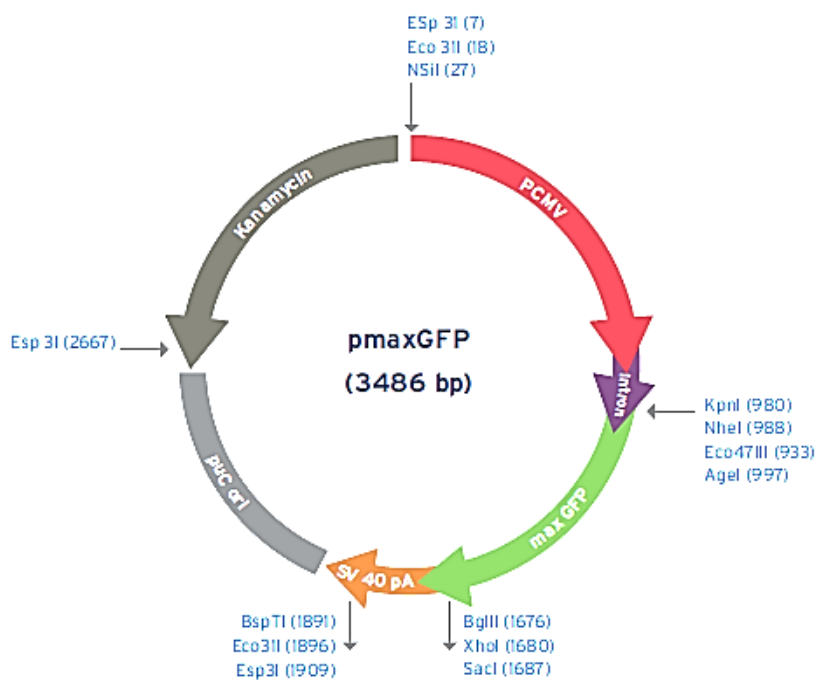 ESp 31 (7)
Eco 31I (18)
NSiI (27)
Kanamycin
PCMV
Esp 3I (2667)
pmaxGFP
(3486 bp)
Intron
KpnI (980)
NheI (988)
Eco47III (933)
AgeI (997)
puC ori
max GFP
SV 40 pA
BspTI (1891)
Eco31I (1896)
Esp3I (1909)
BglII (1676)
XhoI (1680)
SacI (1687)